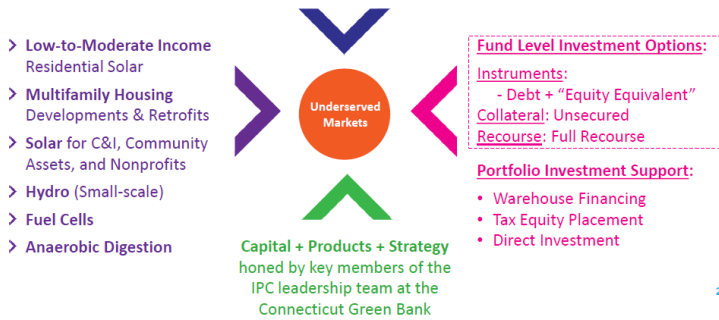 Low-to-Moderate Income
Residential Solar
Multifamily Housing
Developments & Retrofits
Solar for C&I, Community
Assets, and Nonprofits
Hydro (Small-scale)
Fuel Cells
Anaerobic Digestion
Underserved
Markets
Capital + Products + Strategy
honed by key members of the
IPC leadership team at the
Connecticut Green Bank
Fund Level Investment Options:
Instruments:
- Debt + “Equity Equivalent”
Collateral: Unsecured
Recourse: Full Recourse
Portfolio Investment Support:
• Warehouse Financing
• Tax Equity Placement
• Direct Investment